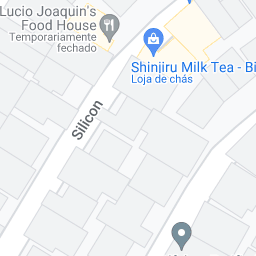 Lucio Joaquin's
Food House
Temporariamente
fechado
Shinjiru Milk Tea - Bi
Loja de chás
Silicon